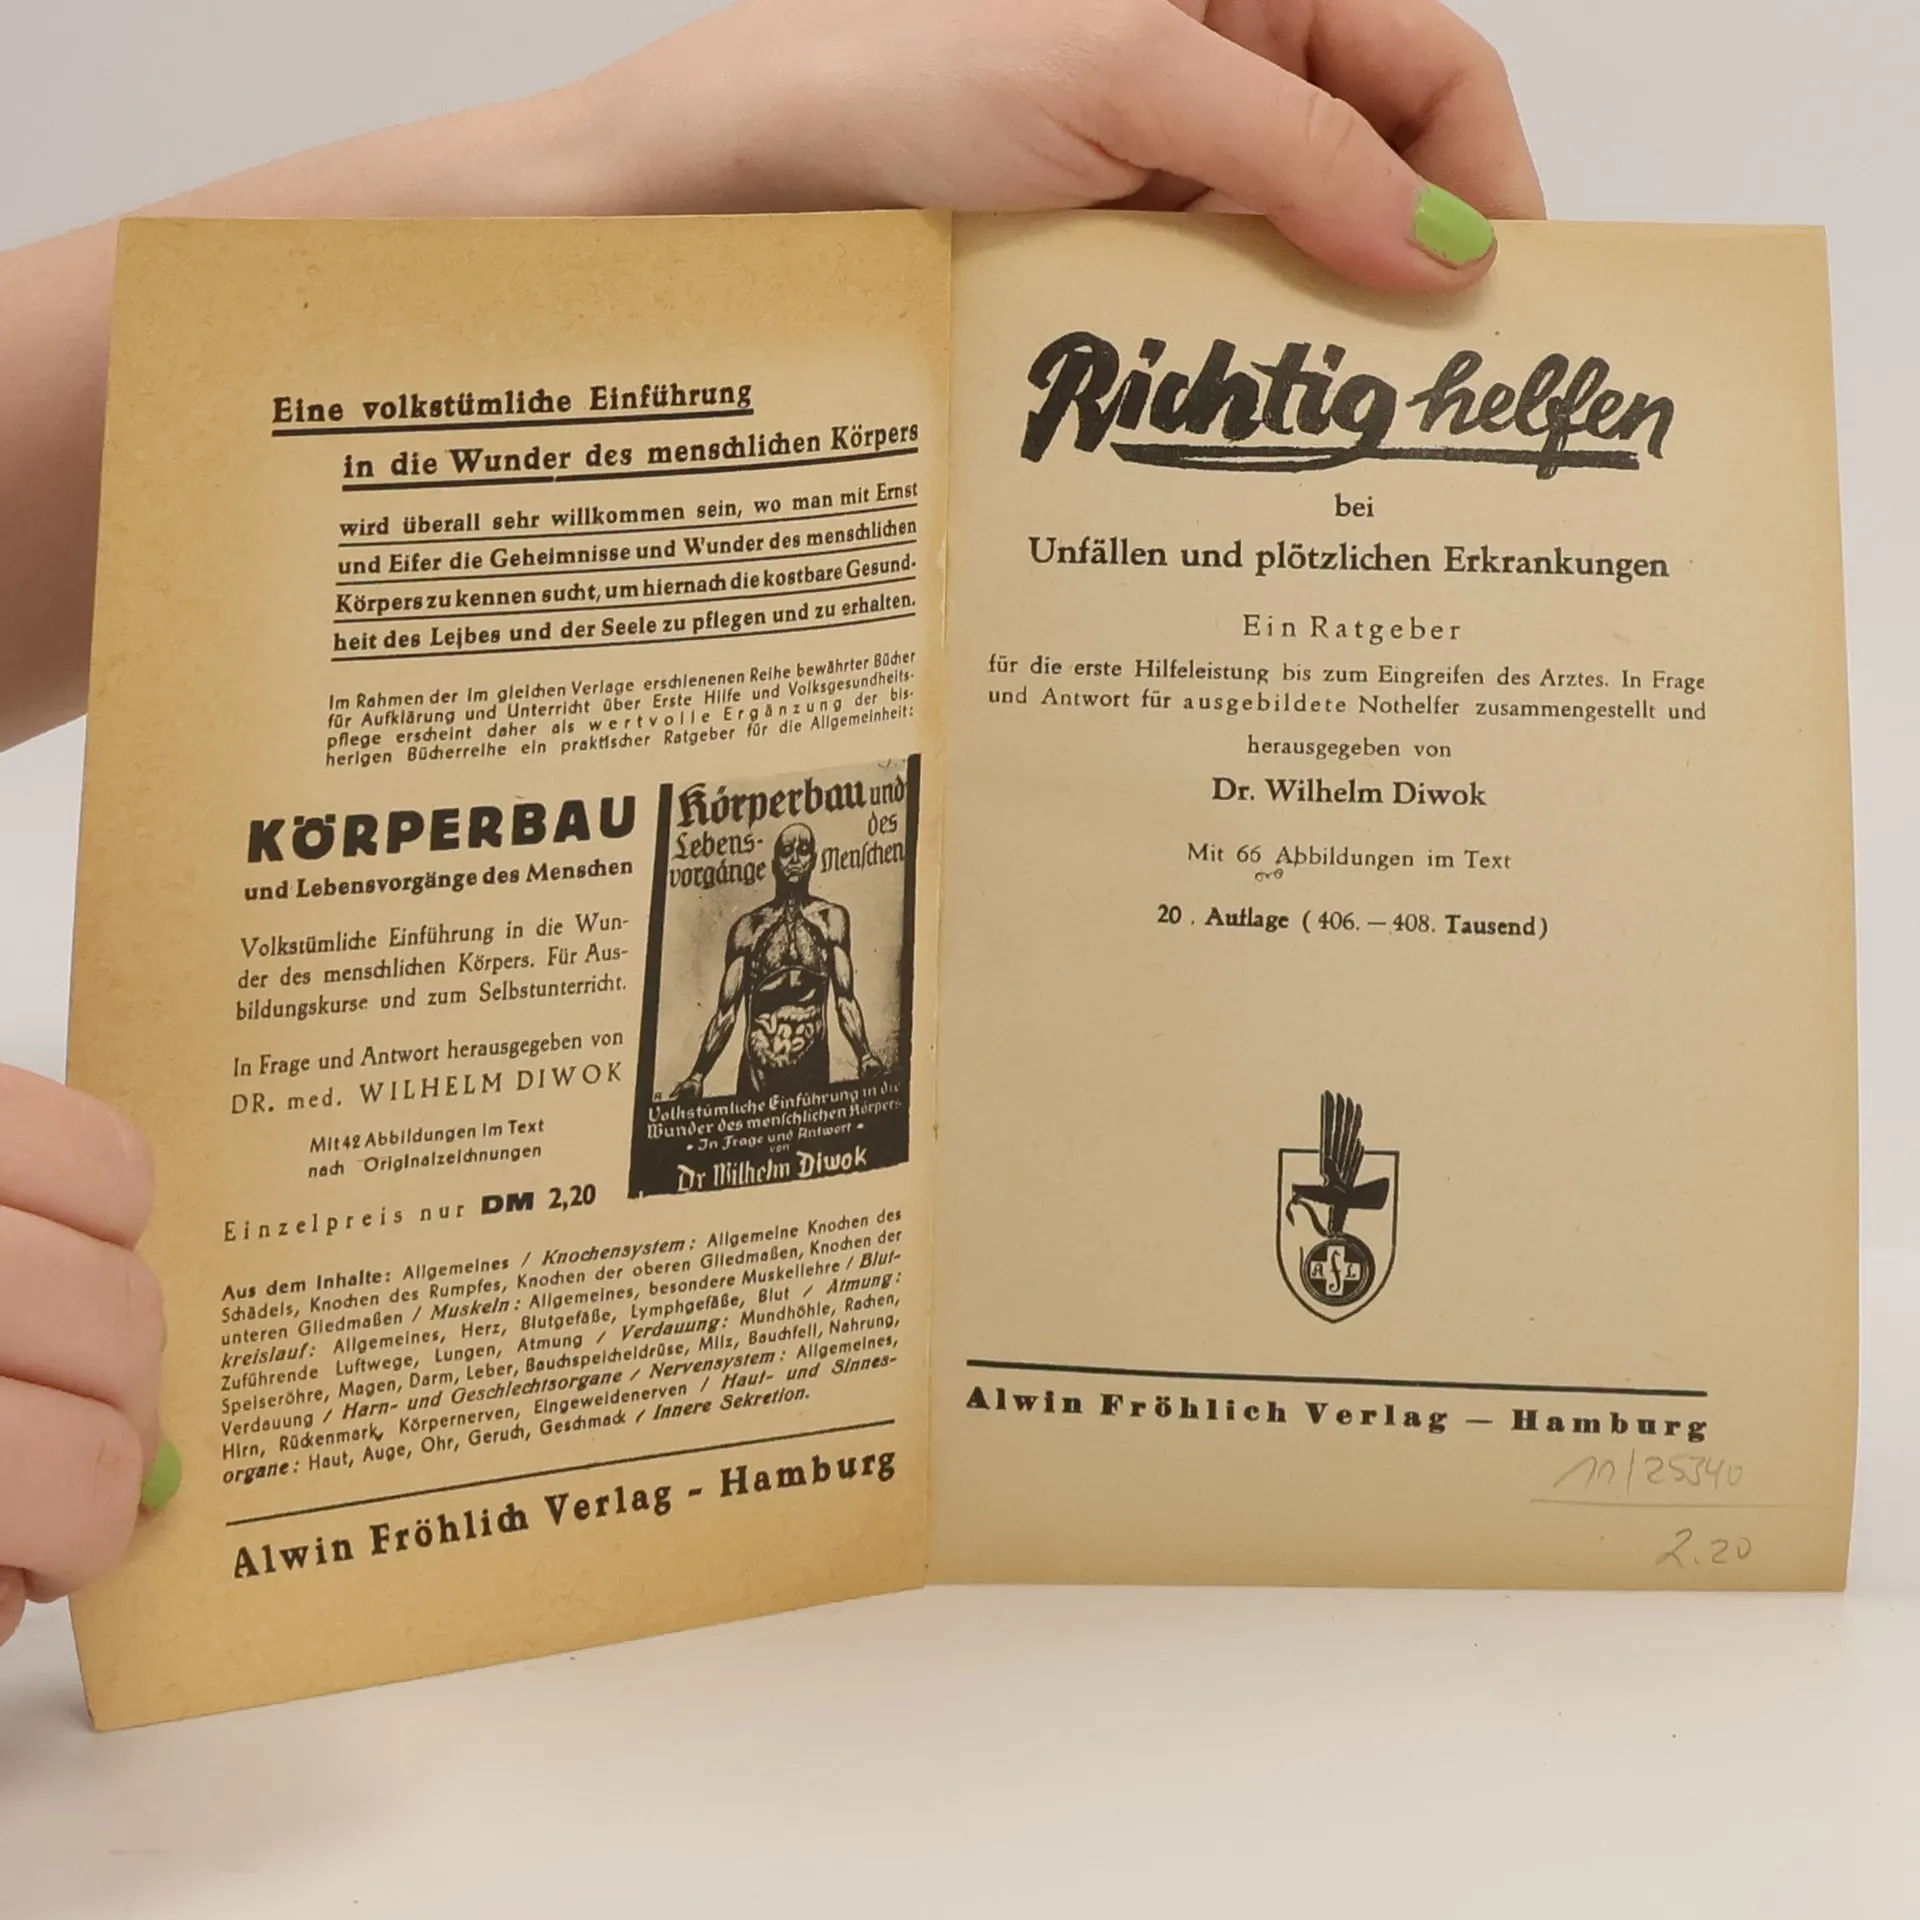 Eine volkstümliche Einführung
in die Wunder des menschlichen Körpers
wird überall sehr willkommen sein, wo man mit Ernst
und Eifer die Geheimnisse und Wunder des menschlichen
Körpers zu kennen sucht, um hiernach die kostbare Gesund-
heit des Leibes und der Seele zu pflegen und zu erhalten.
Im Rahmen der im gleichen Verlage erschienenen Reihe bewährter Bücher
für Aufklärung und Unterricht über Erste Hilfe und Volksgesundheits-
pflege erscheint daher als wertvolle Ergänzung der bis-
herigen Bücherreihe ein praktischer Ratgeber für die Allgemeinheit:
KÖRPERBAU
und Lebensvorgänge des Menschen
Volkstümliche Einführung in die Wun-
der des menschlichen Körpers. Für Aus-
bildungskurse und zum Selbstunterricht.
In Frage und Antwort herausgegeben von
DR. med. WILHELM DIWOK
Mit 42 Abbildungen im Text
nach Originalzeichnungen
Einzelpreis nur DM 2,20
Körperbau und
Lebens- des
vorgänge Menschen
Volkstümliche Einführung in die
Wunder des menschlichen Körpers
• In Frage und Antwort •
von
Dr Wilhelm Diwok
Aus dem Inhalte: Allgemeines / Knochensystem: Allgemeine Knochen des
Schädels, Knochen des Rumpfes, Knochen der oberen Gliedmaßen, Knochen der
unteren Gliedmaßen / Muskeln: Allgemeines, besondere Muskellehre / Blut-
kreislauf: Allgemeines, Herz, Blutgefäße, Lymphgefäße, Blut / Atmung:
Zuführende Luftwege, Lungen, Atmung / Verdauung: Mundhöhle, Rachen,
Speiseröhre, Magen, Darm, Leber, Bauchspeicheldrüse, Milz, Bauchfell, Nahrung,
Verdauung / Harn- und Geschlechtsorgane / Nervensystem: Allgemeines,
Hirn, Rückenmark, Körpernerven, Eingeweidenerven / Haut- und Sinnes-
organe: Haut, Auge, Ohr, Geruch, Geschmack / Innere Sekretion.
Alwin Fröhlich Verlag - Hamburg
Richtig helfen
bei
Unfällen und plötzlichen Erkrankungen
Ein Ratgeber
für die erste Hilfeleistung bis zum Eingreifen des Arztes. In Frage
und Antwort für ausgebildete Nothelfer zusammengestellt und
herausgegeben von
Dr. Wilhelm Diwok
Mit 66 Abbildungen im Text
20. Auflage (406. — 408. Tausend)
A f L
Alwin Fröhlich Verlag — Hamburg
11/25340
2.20